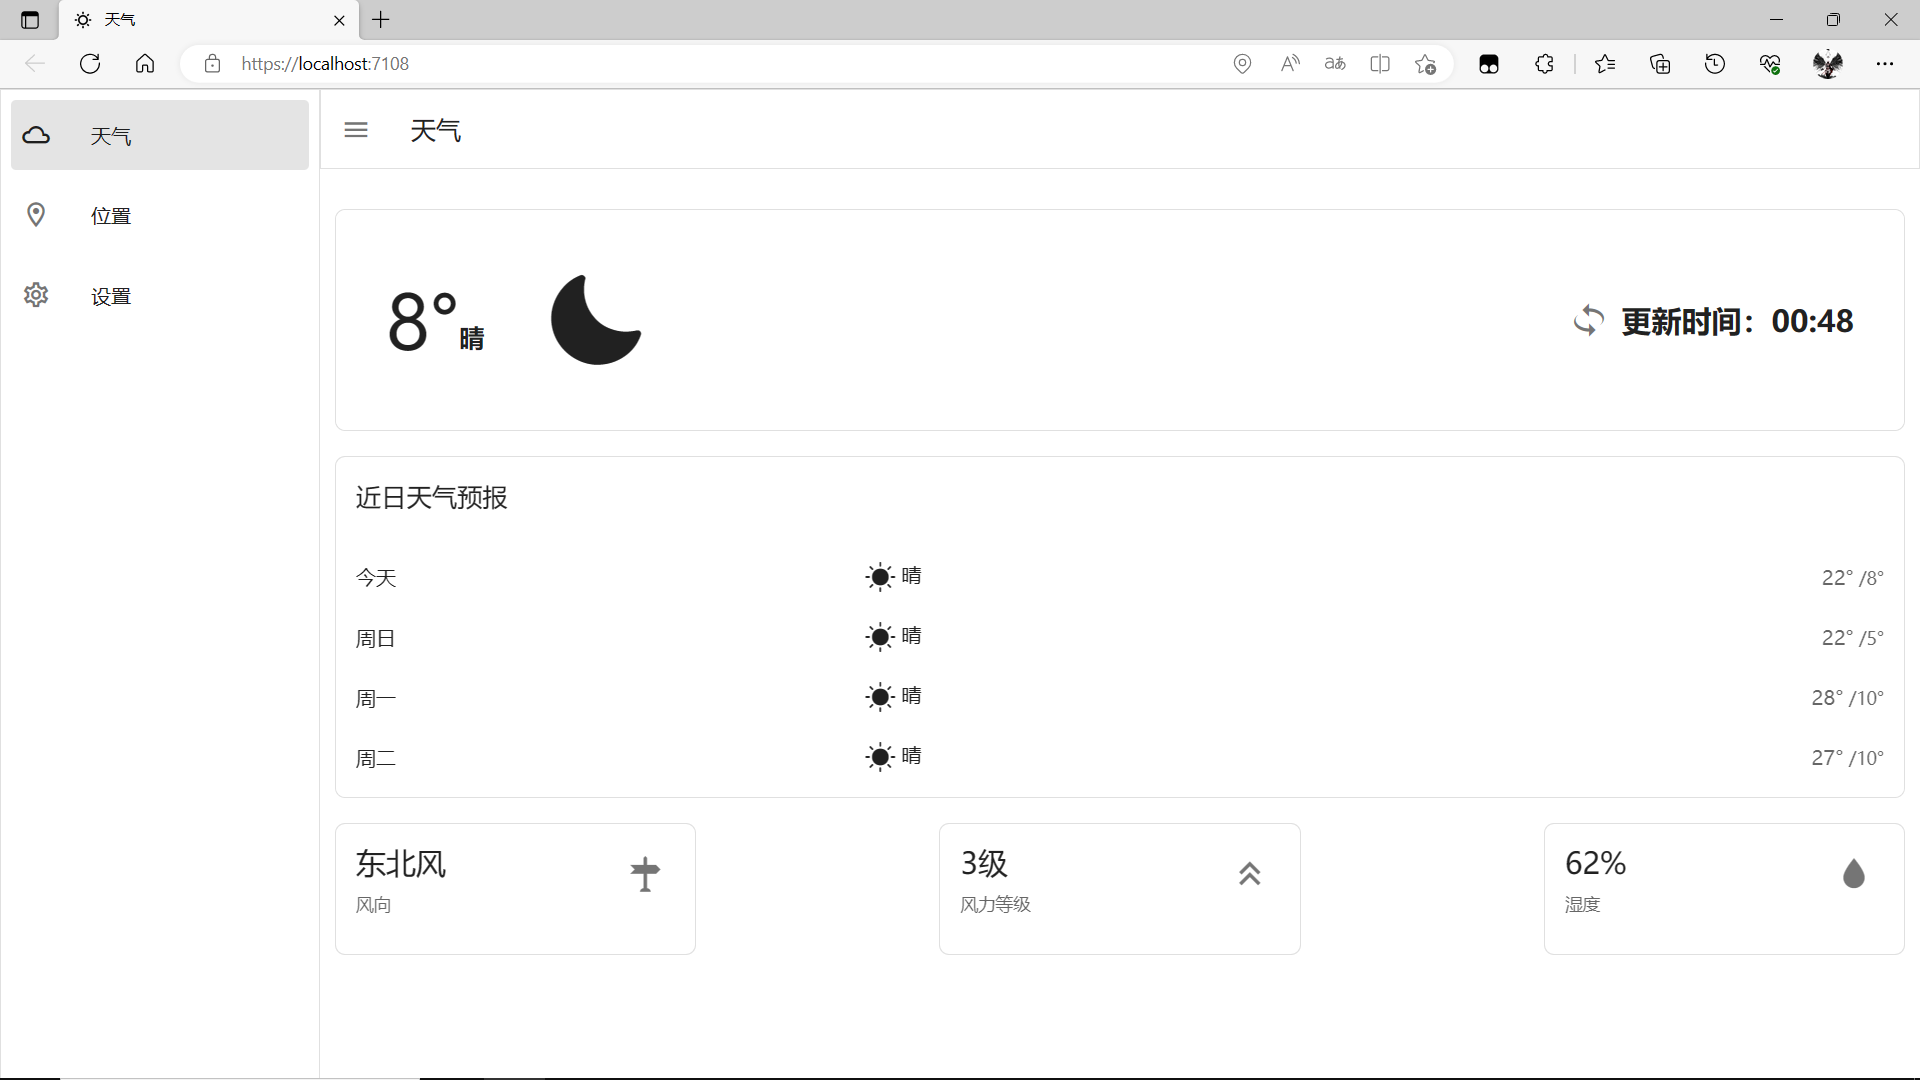 天气
https://localhost:7108
天气
位置
设置
天气
8° 晴
更新时间：00:48
近日天气预报
今天 晴 22° /8°
周日 晴 22° /5°
周一 晴 28° /10°
周二 晴 27° /10°
东北风
风向
3级
风力等级
62%
湿度